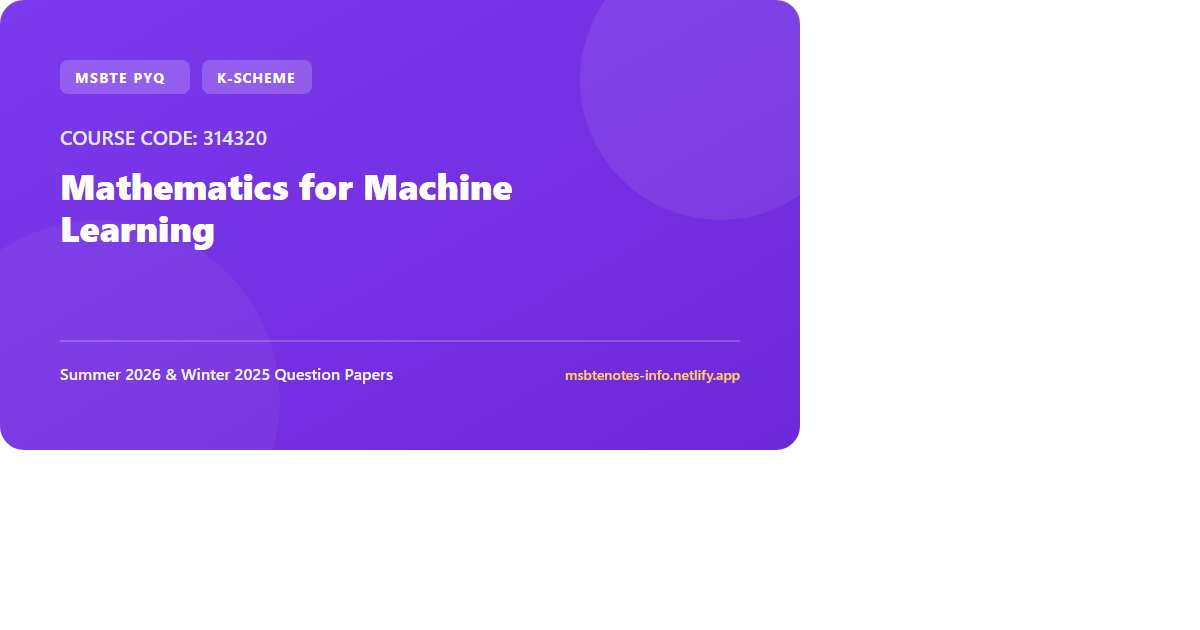 MSBTE PYQ
K-SCHEME
COURSE CODE: 314320
Mathematics for Machine
Learning
Summer 2026 & Winter 2025 Question Papers
msbtenotes-info.netlify.app